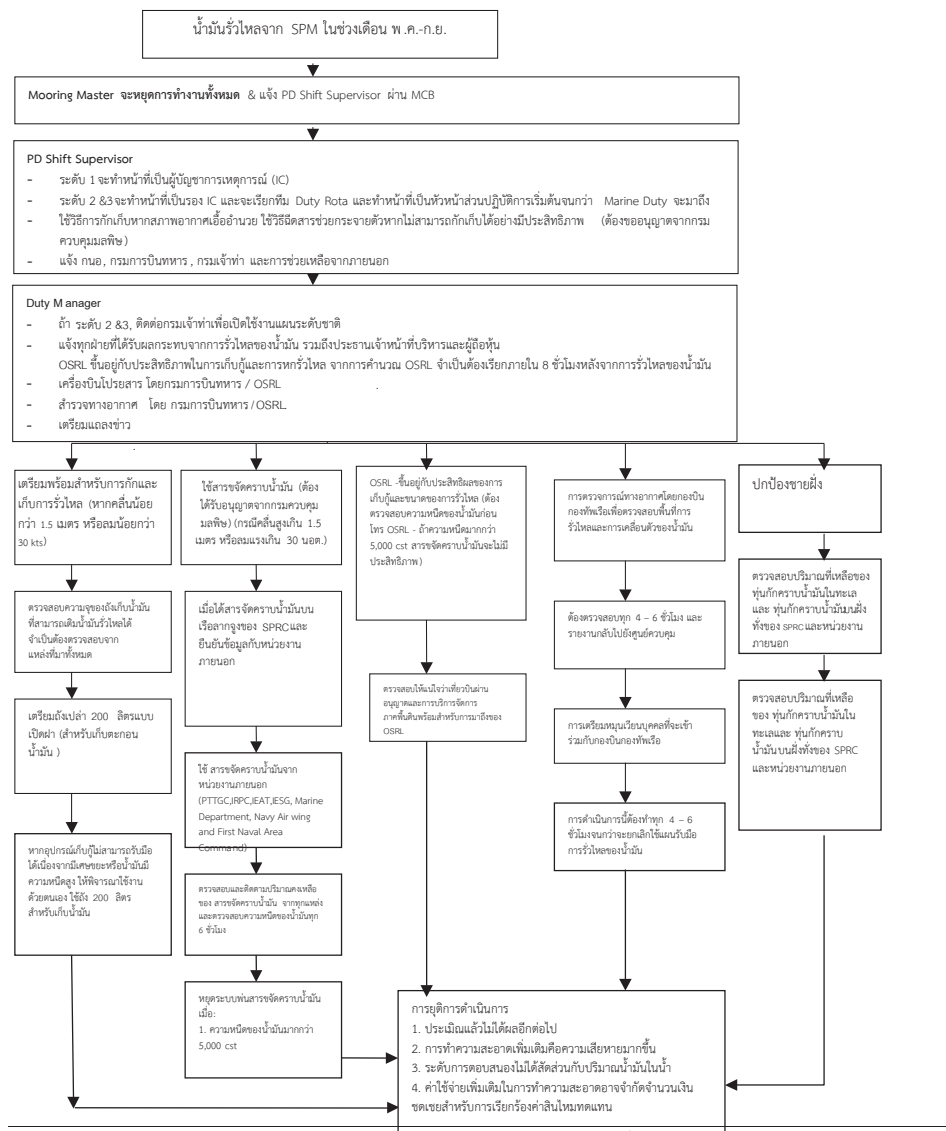 น้ำมันรั่วไหลจาก SPM ในช่วงเดือน พ.ค.-ก.ย.
Mooring Master จะหยุดการทำงานทั้งหมด & แจ้ง PD Shift Supervisor ผ่าน MCB
PD Shift Supervisor
- ระดับ 1 จะทำหน้าที่เป็นผู้บัญชาการเหตุการณ์ (IC)
- ระดับ 2 &3 จะทำหน้าที่เป็นรอง IC และจะเรียกทีม Duty Rota และทำหน้าที่เป็นหัวหน้าส่วนปฏิบัติการเริ่มต้นจนกว่า Marine Duty จะมาถึง
- ใช้วิธีการกักเก็บหากสภาพอากาศเอื้ออำนวย ใช้วิธีฉีดสารช่วยกระจายตัวหากไม่สามารถกักเก็บได้อย่างมีประสิทธิภาพ (ต้องขออนุญาตจากกรม
ควบคุมมลพิษ)
- แจ้ง กนอ, กรมการบินทหาร, กรมเจ้าท่า และการช่วยเหลือจากภายนอก
Duty Manager
- ถ้า ระดับ 2 &3, ติดต่อกรมเจ้าท่าเพื่อเปิดใช้งานแผนระดับชาติ
- แจ้งทุกฝ่ายที่ได้รับผลกระทบจากการรั่วไหลของน้ำมัน รวมถึงประธานเจ้าหน้าที่บริหารและผู้ถือหุ้น
OSRL ขึ้นอยู่กับประสิทธิภาพในการเก็บกู้และการหกรั่วไหล จากการคำนวณ OSRL จำเป็นต้องเรียกภายใน 8 ชั่วโมงหลังจากการรั่วไหลของน้ำมัน
- เครื่องบินโปรยสาร โดยกรมการบินทหาร / OSRL
- สำรวจทางอากาศ โดย กรมการบินทหาร/OSRL
- เตรียมแถลงข่าว
เตรียมพร้อมสำหรับการกักและ
เก็บการรั่วไหล (หากคลื่นน้อย
กว่า 1.5 เมตร หรือลมน้อยกว่า
30 kts)
ตรวจสอบความจุของถังเก็บน้ำมัน
ที่สามารถเติมน้ำมันรั่วไหลได้
จำเป็นต้องตรวจสอบจาก
แหล่งที่มาทั้งหมด
เตรียมถังเปล่า 200 ลิตรแบบ
เปิดฝา (สำหรับเก็บตะกอน
น้ำมัน )
หากอุปกรณ์เก็บกู้ไม่สามารถรับมือ
ได้เนื่องจากมีเศษขยะหรือน้ำมันมี
ความหนืดสูง ให้พิจารณาใช้งาน
ด้วยตนเอง ใช้ถัง 200 ลิตร
สำหรับเก็บน้ำมัน
ใช้สารขจัดคราบน้ำมัน (ต้อง
ได้รับอนุญาตจากกรมควบคุม
มลพิษ) (กรณีคลื่นสูงเกิน 1.5
เมตร หรือลมแรงเกิน 30 นอต.)
เมื่อได้สารขจัดคราบน้ำมันบน
เรือลากจูงของ SPRCและ
ยืนยันข้อมูลกับหน่วยงาน
ภายนอก
ใช้ สารขจัดคราบน้ำมันจาก
หน่วยงานภายนอก
(PTTGC,IRPC,IEAT,IESG, Marine
Department, Navy Air wing
and First Naval Area
Command)
ตรวจสอบและติดตามปริมาณคงเหลือ
ของ สารขจัดคราบน้ำมัน จากทุกแหล่ง
และตรวจสอบความหนืดของน้ำมันทุก
6 ชั่วโมง
หยุดระบบพ่นสารขจัดคราบน้ำมัน
เมื่อ:
1. ความหนืดของน้ำมันมากกว่า
5,000 cst
OSRL -ขึ้นอยู่กับประสิทธิผลของการ
เก็บกู้และขนาดของการรั่วไหล (ต้อง
ตรวจสอบความหนืดของน้ำมันก่อน
โทร OSRL - ถ้าความหนืดมากกว่า
5,000 cst สารขจัดคราบน้ำมันจะไม่มี
ประสิทธิภาพ)
ตรวจสอบให้แน่ใจว่าเที่ยวบินผ่าน
อนุญาตและการบริการจัดการ
ภาคพื้นดินพร้อมสำหรับการมาถึงของ
OSRL
การตรวจการณ์ทางอากาศโดยกองบิน
กองทัพเรือเพื่อตรวจสอบพื้นที่การ
รั่วไหลและการเคลื่อนตัวของน้ำมัน
ต้องตรวจสอบทุก 4 – 6 ชั่วโมง และ
รายงานกลับไปยังศูนย์ควบคุม
การเตรียมหมุนเวียนบุคคลที่จะเข้า
ร่วมกับกองบินกองทัพเรือ
การดำเนินการนี้ต้องทำทุก 4 – 6
ชั่วโมงจนกว่าจะยกเลิกใช้แผนรับมือ
การรั่วไหลของน้ำมัน
ปกป้องชายฝั่ง
ตรวจสอบปริมาณที่เหลือของ
ทุ่นกักคราบน้ำมันในทะเล
และ ทุ่นกักคราบน้ำมันบนฝั่ง
ทั้งของ SPRCและหน่วยงาน
ภายนอก
ตรวจสอบปริมาณที่เหลือ
ของ ทุ่นกักคราบน้ำมันใน
ทะเลและ ทุ่นกักคราบ
น้ำมันบนฝั่งทั้งของ SPRC
และหน่วยงานภายนอก
การยุติการดำเนินการ
1. ประเมินแล้วไม่ได้ผลอีกต่อไป
2. การทำความสะอาดเพิ่มเติมคือความเสียหายมากขึ้น
3. ระดับการตอบสนองไม่ได้สัดส่วนกับปริมาณน้ำมันในน้ำ
4. ค่าใช้จ่ายเพิ่มเติมในการทำความสะอาดอาจจำกัดจำนวนเงิน
ชดเชยสำหรับการเรียกร้องค่าสินไหมทดแทน